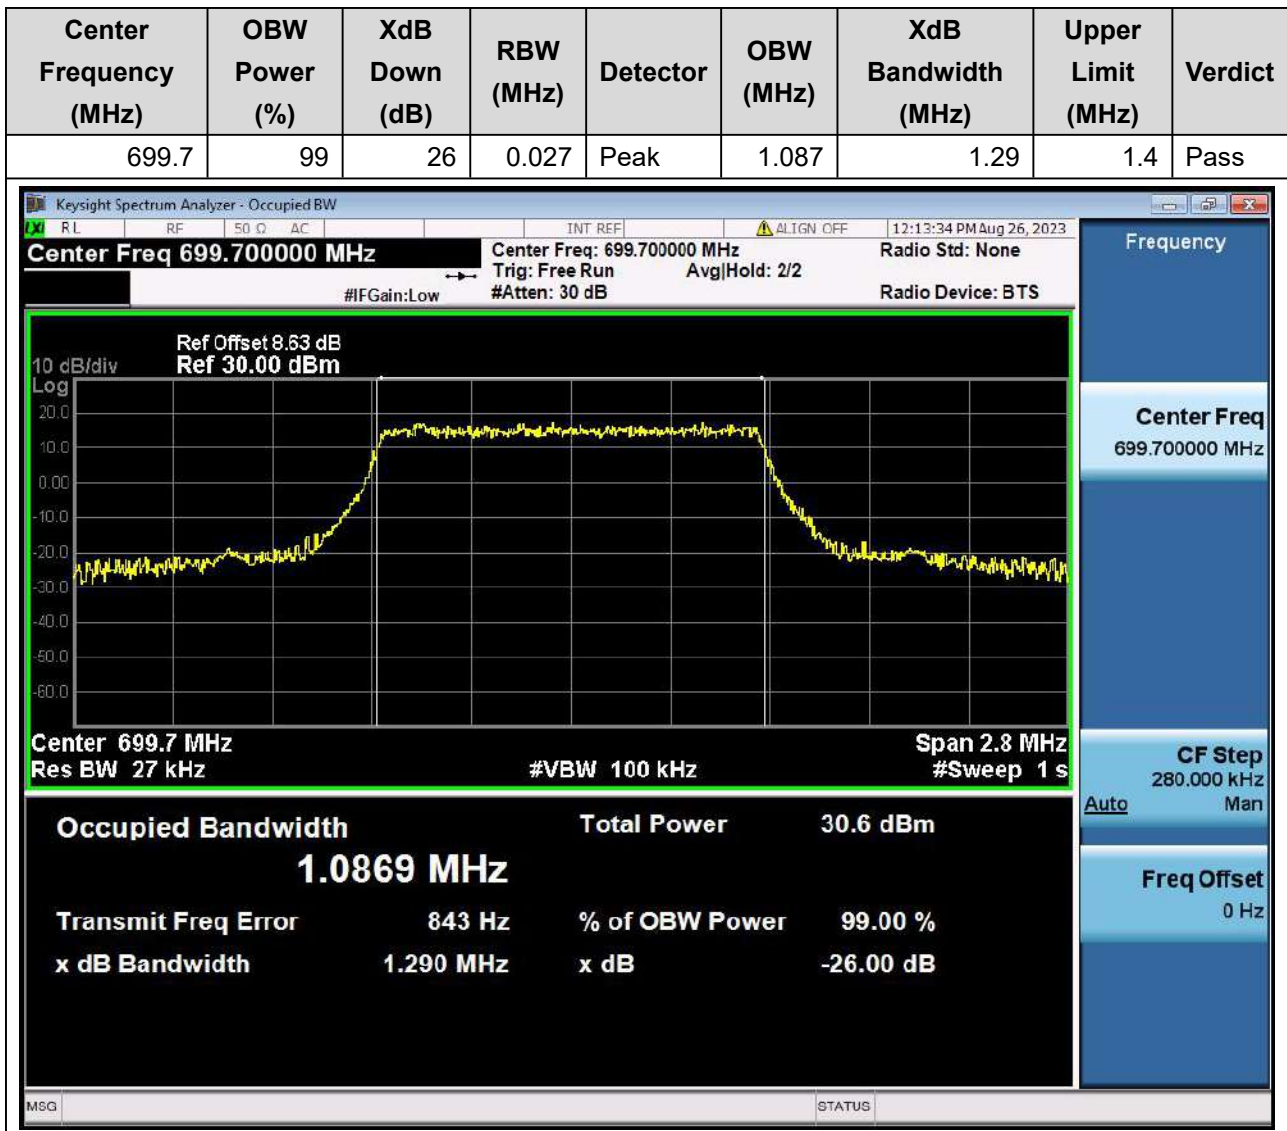 Center Frequency (MHz) OBW Power (%) XdB Down (dB) RBW (MHz) Detector OBW (MHz) XdB Bandwidth (MHz) Upper Limit (MHz) Verdict
699.7 99 26 0.027 Peak 1.087 1.29 1.4 Pass
Keysight Spectrum Analyzer - Occupied BW
LXI RL RF 50 Ω AC INT REF ALIGN OFF 12:13:34 PM Aug 26, 2023
Center Freq 699.700000 MHz
Center Freq: 699.700000 MHz
Radio Std: None
Trig: Free Run Avg|Hold: 2/2
#IFGain:Low #Atten: 30 dB Radio Device: BTS
Ref Offset 8.63 dB
10 dB/div Ref 30.00 dBm
Log
20.0
10.0
0.00
-10.0
-20.0
-30.0
-40.0
-50.0
-60.0
Center 699.7 MHz Span 2.8 MHz
Res BW 27 kHz #VBW 100 kHz #Sweep 1 s
Occupied Bandwidth Total Power 30.6 dBm
1.0869 MHz
Transmit Freq Error 843 Hz % of OBW Power 99.00 %
x dB Bandwidth 1.290 MHz x dB -26.00 dB
MSG STATUS
Frequency
Center Freq
699.700000 MHz
CF Step
280.000 kHz
Auto Man
Freq Offset
0 Hz